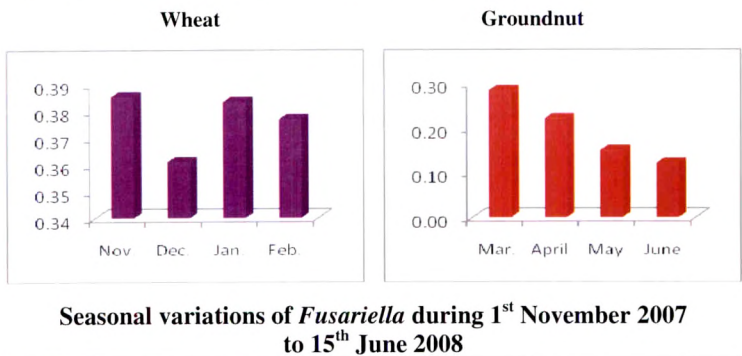 Wheat
Groundnut
0.39
0.38
0.37
0.36
0.35
0.34
Nov Dec. Jan. Feb.
0.30
0.20
0.10
0.00
Mar. April May June
Seasonal variations of Fusariella during 1st November 2007
to 15th June 2008